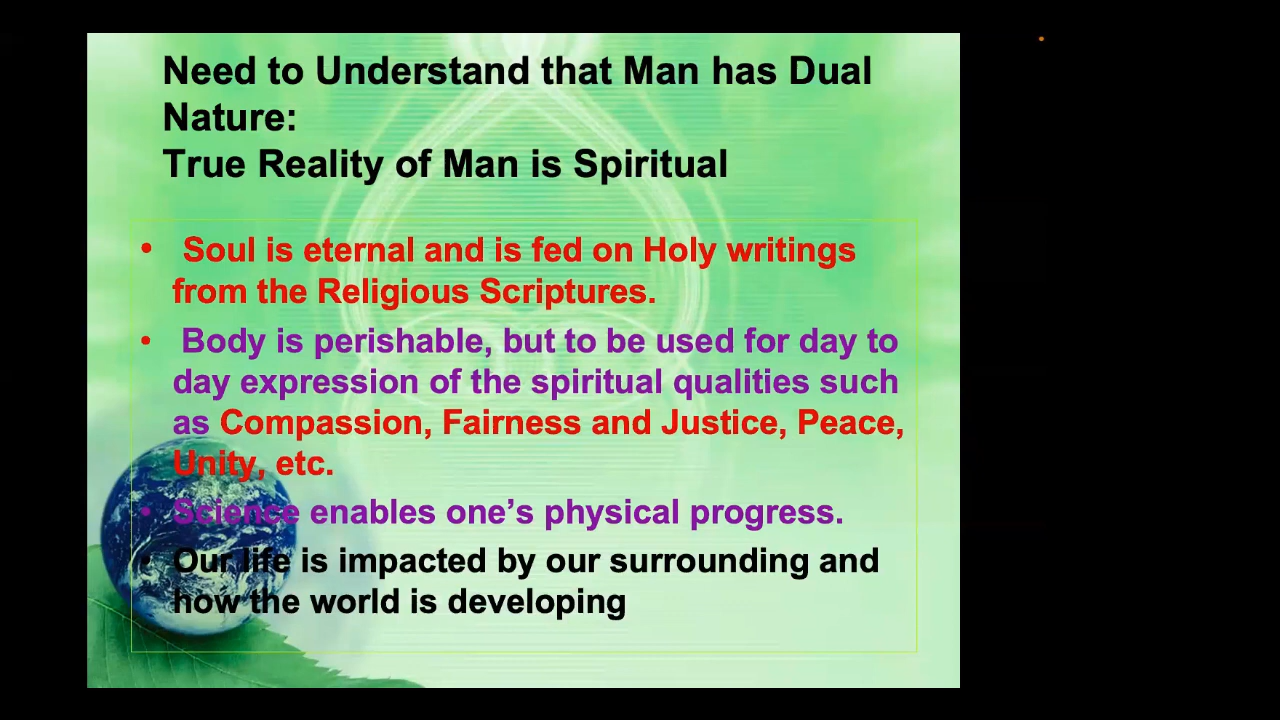 Need to Understand that Man has Dual
Nature:
True Reality of Man is Spiritual
• Soul is eternal and is fed on Holy writings
from the Religious Scriptures.
• Body is perishable, but to be used for day to
day expression of the spiritual qualities such
as Compassion, Fairness and Justice, Peace,
Unity, etc.
• Science enables one’s physical progress.
• Our life is impacted by our surrounding and
how the world is developing